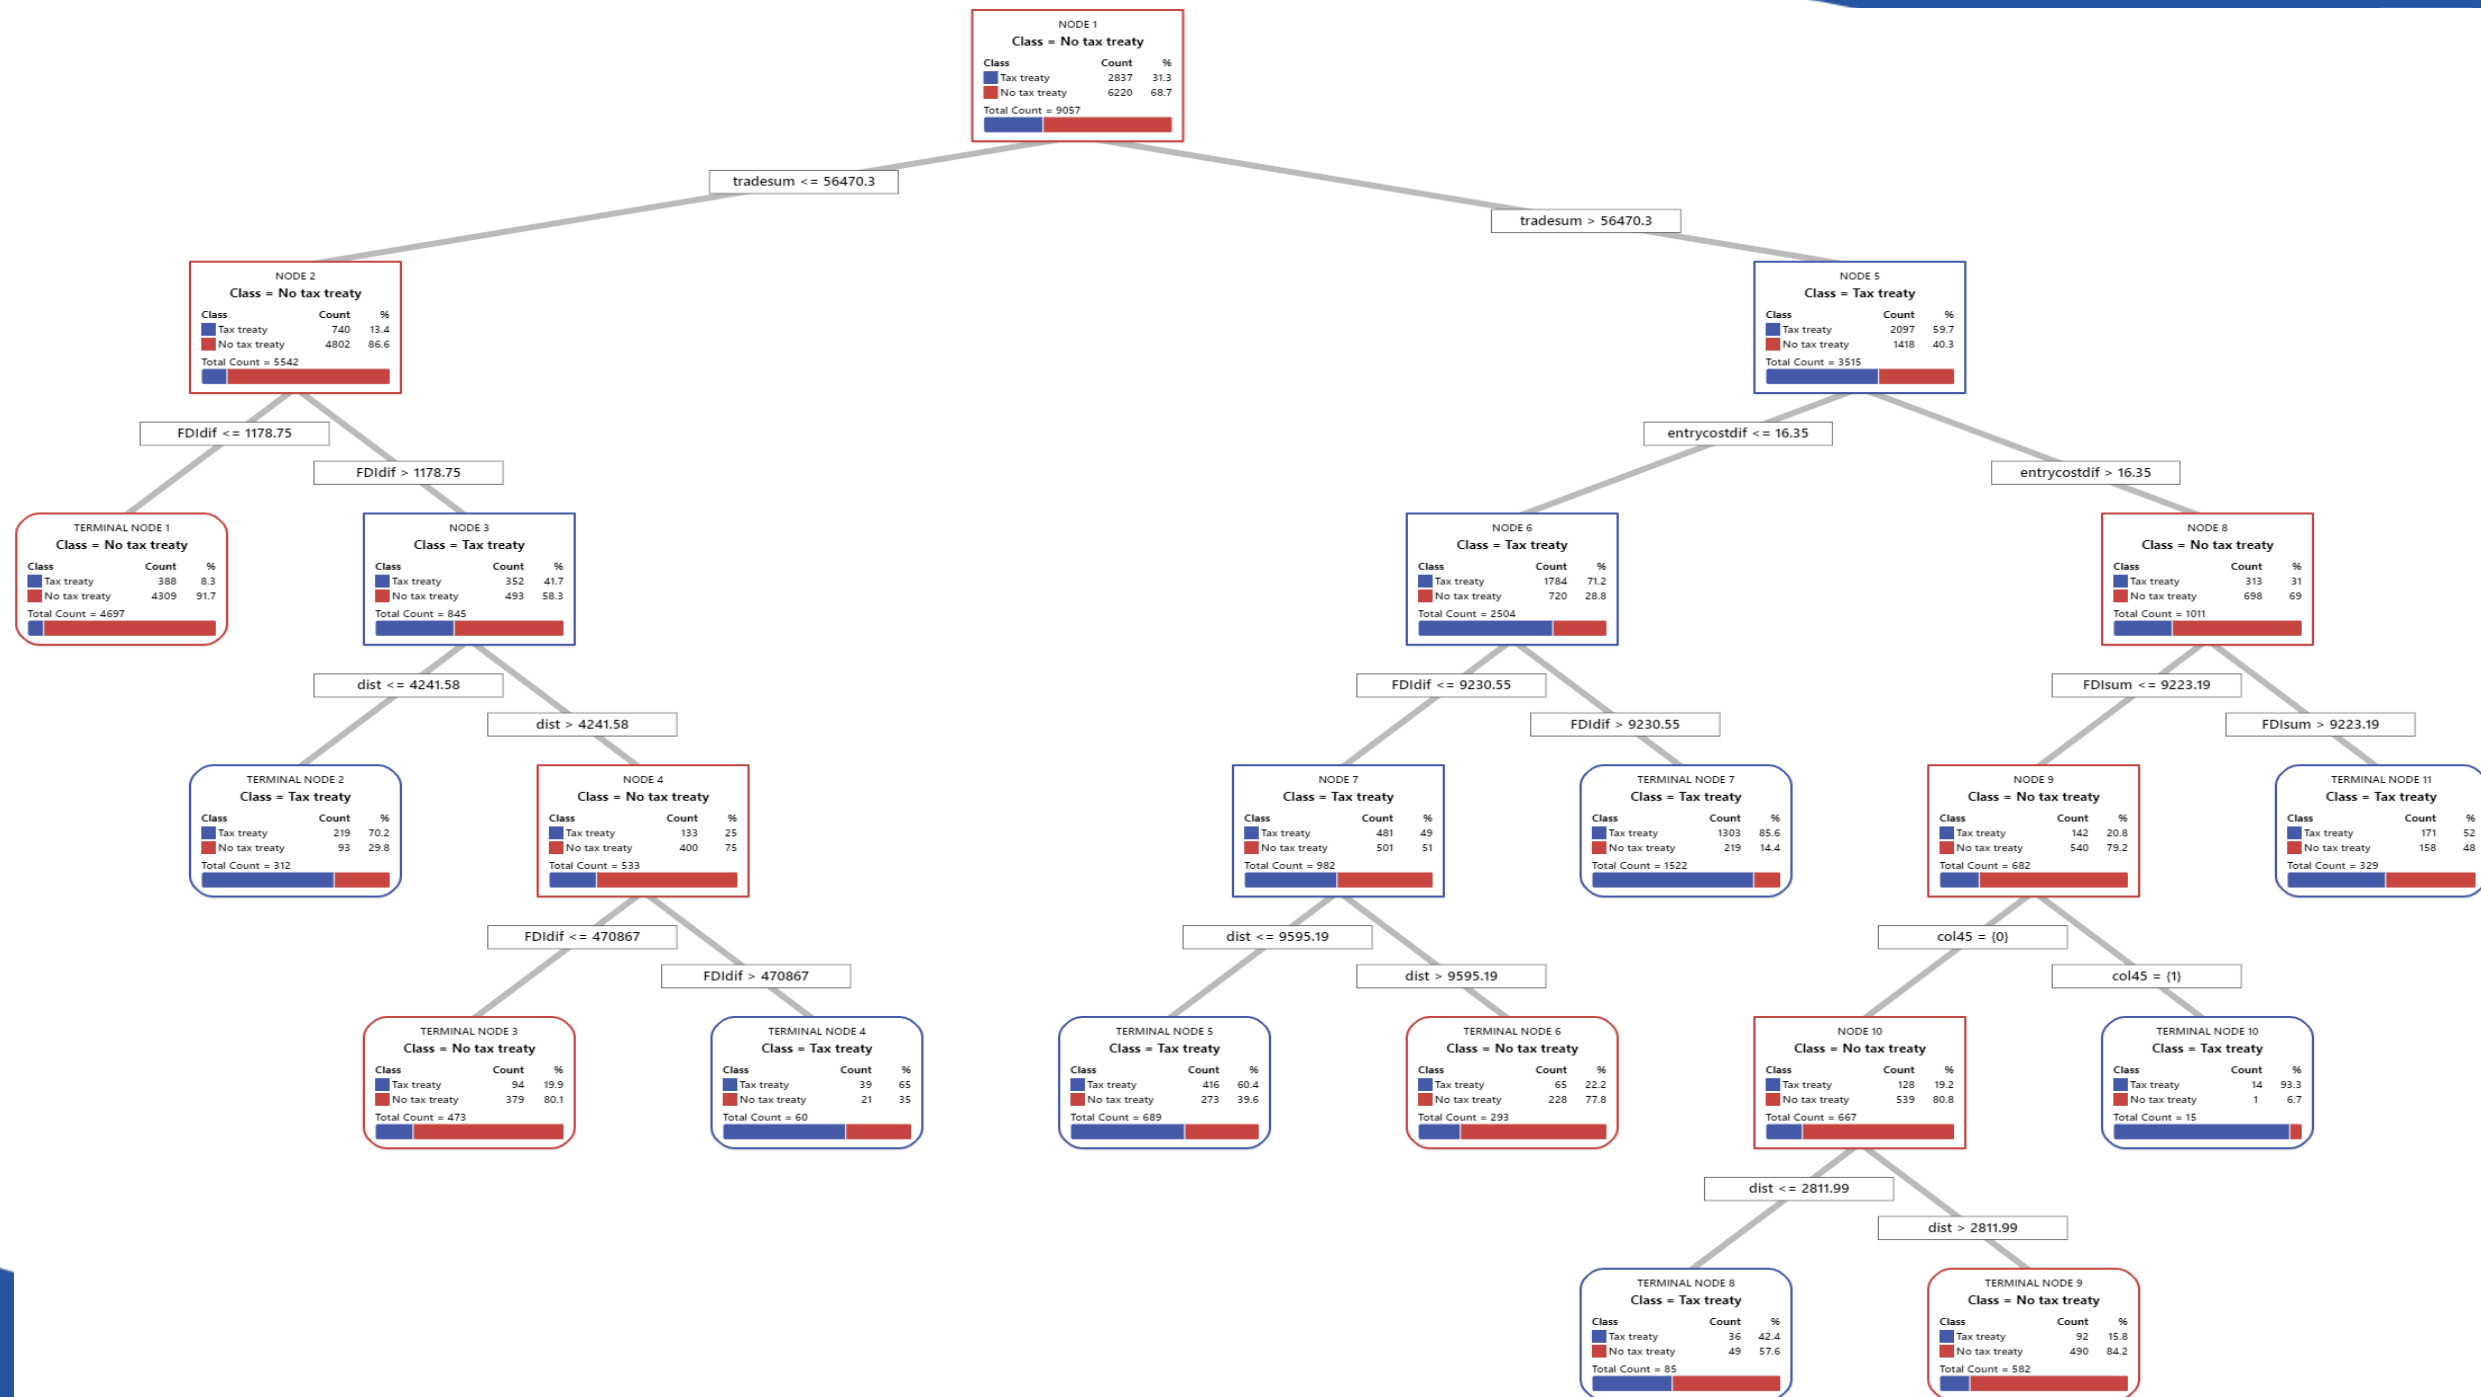 NODE 1
Class = No tax treaty
Class Count %
Tax treaty 2837 31.3
No tax treaty 6220 68.7
Total Count = 9057
tradesum <= 56470.3
tradesum > 56470.3
NODE 2
Class = No tax treaty
Class Count %
Tax treaty 740 13.4
No tax treaty 4802 86.6
Total Count = 5542
NODE 5
Class = Tax treaty
Class Count %
Tax treaty 2097 59.7
No tax treaty 1418 40.3
Total Count = 3515
FDIdif <= 1178.75
FDIdif > 1178.75
entrycostdif <= 16.35
entrycostdif > 16.35
TERMINAL NODE 1
Class = No tax treaty
Class Count %
Tax treaty 388 8.3
No tax treaty 4309 91.7
Total Count = 4697
NODE 3
Class = Tax treaty
Class Count %
Tax treaty 352 41.7
No tax treaty 493 58.3
Total Count = 845
NODE 6
Class = Tax treaty
Class Count %
Tax treaty 1784 71.2
No tax treaty 720 28.8
Total Count = 2504
NODE 8
Class = No tax treaty
Class Count %
Tax treaty 313 31
No tax treaty 698 69
Total Count = 1011
dist <= 4241.58
dist > 4241.58
FDIdif <= 9230.55
FDIdif > 9230.55
FDIsum <= 9223.19
FDIsum > 9223.19
TERMINAL NODE 2
Class = Tax treaty
Class Count %
Tax treaty 219 70.2
No tax treaty 93 29.8
Total Count = 312
NODE 4
Class = No tax treaty
Class Count %
Tax treaty 133 25
No tax treaty 400 75
Total Count = 533
NODE 7
Class = Tax treaty
Class Count %
Tax treaty 481 49
No tax treaty 501 51
Total Count = 982
TERMINAL NODE 7
Class = Tax treaty
Class Count %
Tax treaty 1303 85.6
No tax treaty 219 14.4
Total Count = 1522
NODE 9
Class = No tax treaty
Class Count %
Tax treaty 142 20.8
No tax treaty 540 79.2
Total Count = 682
TERMINAL NODE 11
Class = Tax treaty
Class Count %
Tax treaty 171 52
No tax treaty 158 48
Total Count = 329
FDIdif <= 470867
FDIdif > 470867
dist <= 9595.19
dist > 9595.19
col45 = {0}
col45 = {1}
TERMINAL NODE 3
Class = No tax treaty
Class Count %
Tax treaty 94 19.9
No tax treaty 379 80.1
Total Count = 473
TERMINAL NODE 4
Class = Tax treaty
Class Count %
Tax treaty 39 65
No tax treaty 21 35
Total Count = 60
TERMINAL NODE 5
Class = Tax treaty
Class Count %
Tax treaty 416 60.4
No tax treaty 273 39.6
Total Count = 689
TERMINAL NODE 6
Class = No tax treaty
Class Count %
Tax treaty 65 22.2
No tax treaty 228 77.8
Total Count = 293
NODE 10
Class = No tax treaty
Class Count %
Tax treaty 128 19.2
No tax treaty 539 80.8
Total Count = 667
TERMINAL NODE 10
Class = Tax treaty
Class Count %
Tax treaty 14 93.3
No tax treaty 1 6.7
Total Count = 15
dist <= 2811.99
dist > 2811.99
TERMINAL NODE 8
Class = Tax treaty
Class Count %
Tax treaty 36 42.4
No tax treaty 49 57.6
Total Count = 85
TERMINAL NODE 9
Class = No tax treaty
Class Count %
Tax treaty 92 15.8
No tax treaty 490 84.2
Total Count = 582